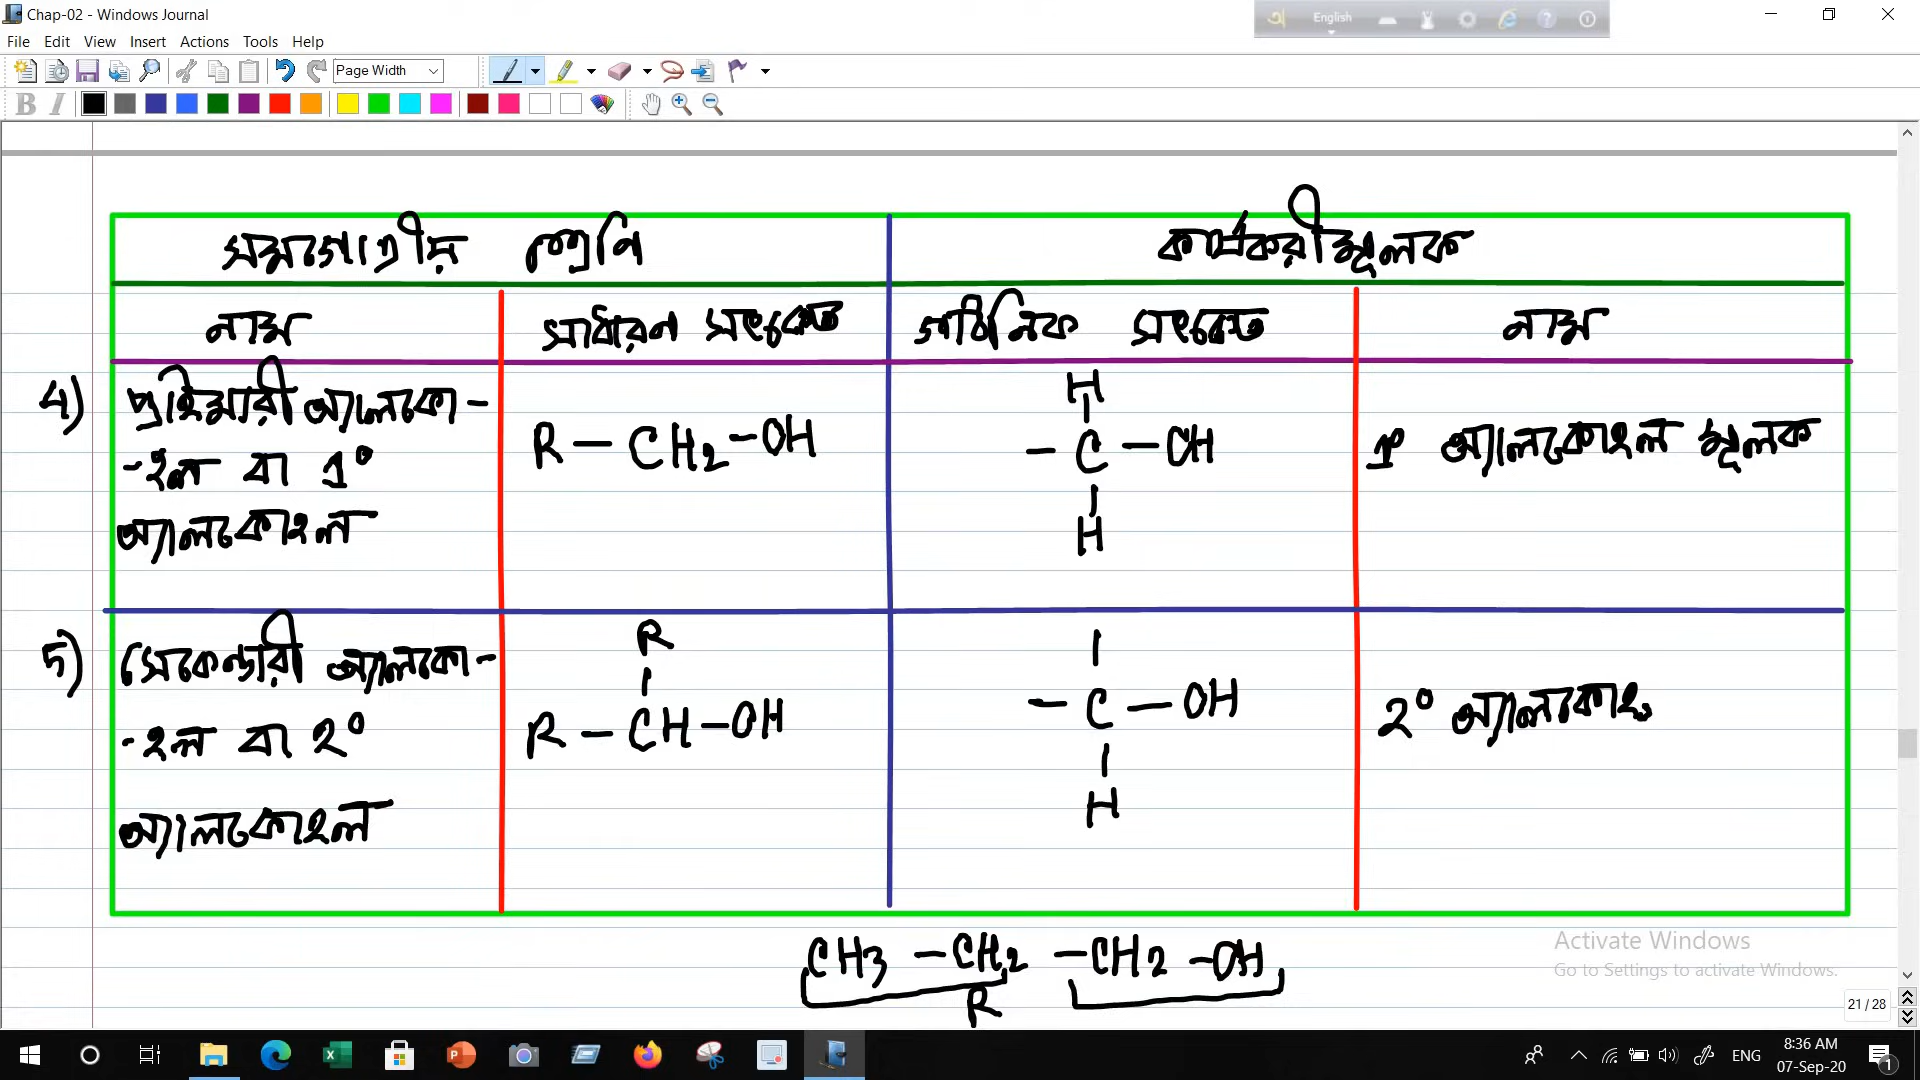 Chap-02 - Windows Journal
English
File Edit View Insert Actions Tools Help
Page Width
B I
সমগোত্রীয় শ্রেণি কার্যকরীমূলক
নাম সাধারণ সংকেত গাঠনিক সংকেত নাম
4) প্রাইমারী অ্যালকো-
-হল বা 1°
অ্যালকোহল
R — CH2 — OH
H
— C — OH
H
1° অ্যালকোহল মূলক
5) সেকেন্ডারী অ্যালকো-
-হল বা 2°
অ্যালকোহল
R
R — CH — OH
— C — OH
H
2° অ্যালকোহ
CH3 — CH2 — CH2 — OH
R
Activate Windows
Go to Settings to activate Windows.
21 / 28
ENG
8:36 AM
07-Sep-20
1